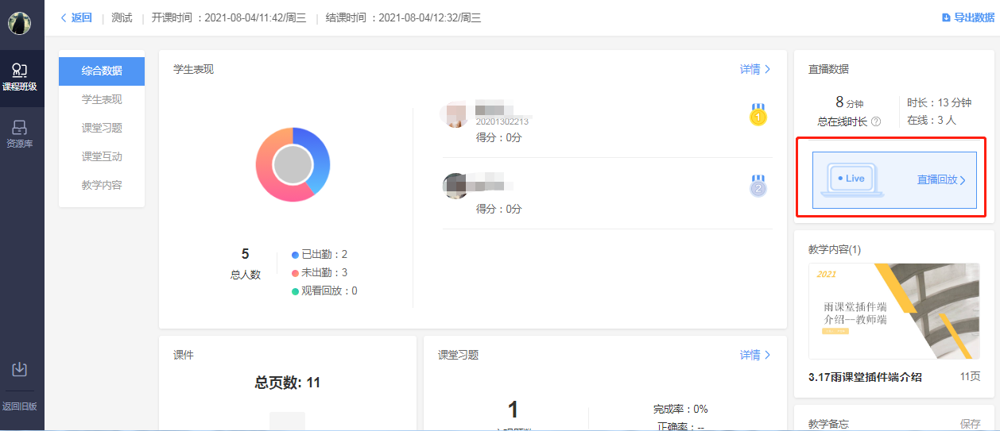 返回
测试
开课时间 ：2021-08-04/11:42/周三
结课时间 ：2021-08-04/12:32/周三
导出数据
课程班级
资源库
返回旧版
综合数据
学生表现
课堂习题
课堂互动
教学内容
学生表现
详情
5
总人数
已出勤：2
未出勤：3
观看回放：0
20201302213
得分：0分
1
得分：0分
2
直播数据
8 分钟
总在线时长
时长：13 分钟
在线：3 人
Live
直播回放
教学内容(1)
2021
雨课堂插件端
介绍--教师端
3.17雨课堂插件端介绍
11页
课件
总页数: 11
课堂习题
详情
1
完成率：0%
正确率：--
教学备忘
保存